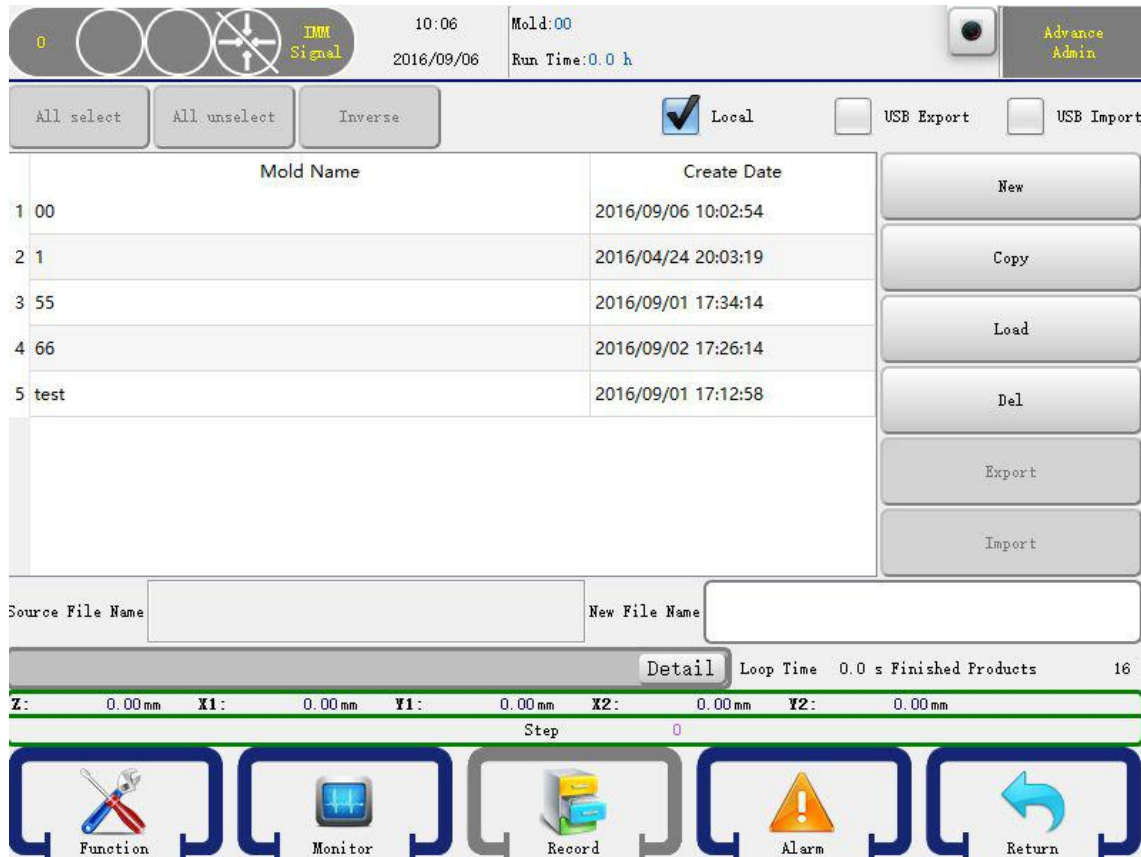 0
IMM
Signal
10:06
2016/09/06
Mold:00
Run Time:0.0 h
Advance
Admin
All select All unselect Inverse Local USB Export USB Import
Mold Name Create Date
1 00 2016/09/06 10:02:54
2 1 2016/04/24 20:03:19
3 55 2016/09/01 17:34:14
4 66 2016/09/02 17:26:14
5 test 2016/09/01 17:12:58
New
Copy
Load
Del
Export
Import
Source File Name New File Name
Detail Loop Time 0.0 s Finished Products 16
Z: 0.00mm X1: 0.00mm Y1: 0.00mm X2: 0.00mm Y2: 0.00mm
Step 0
Function Monitor Record Alarm Return